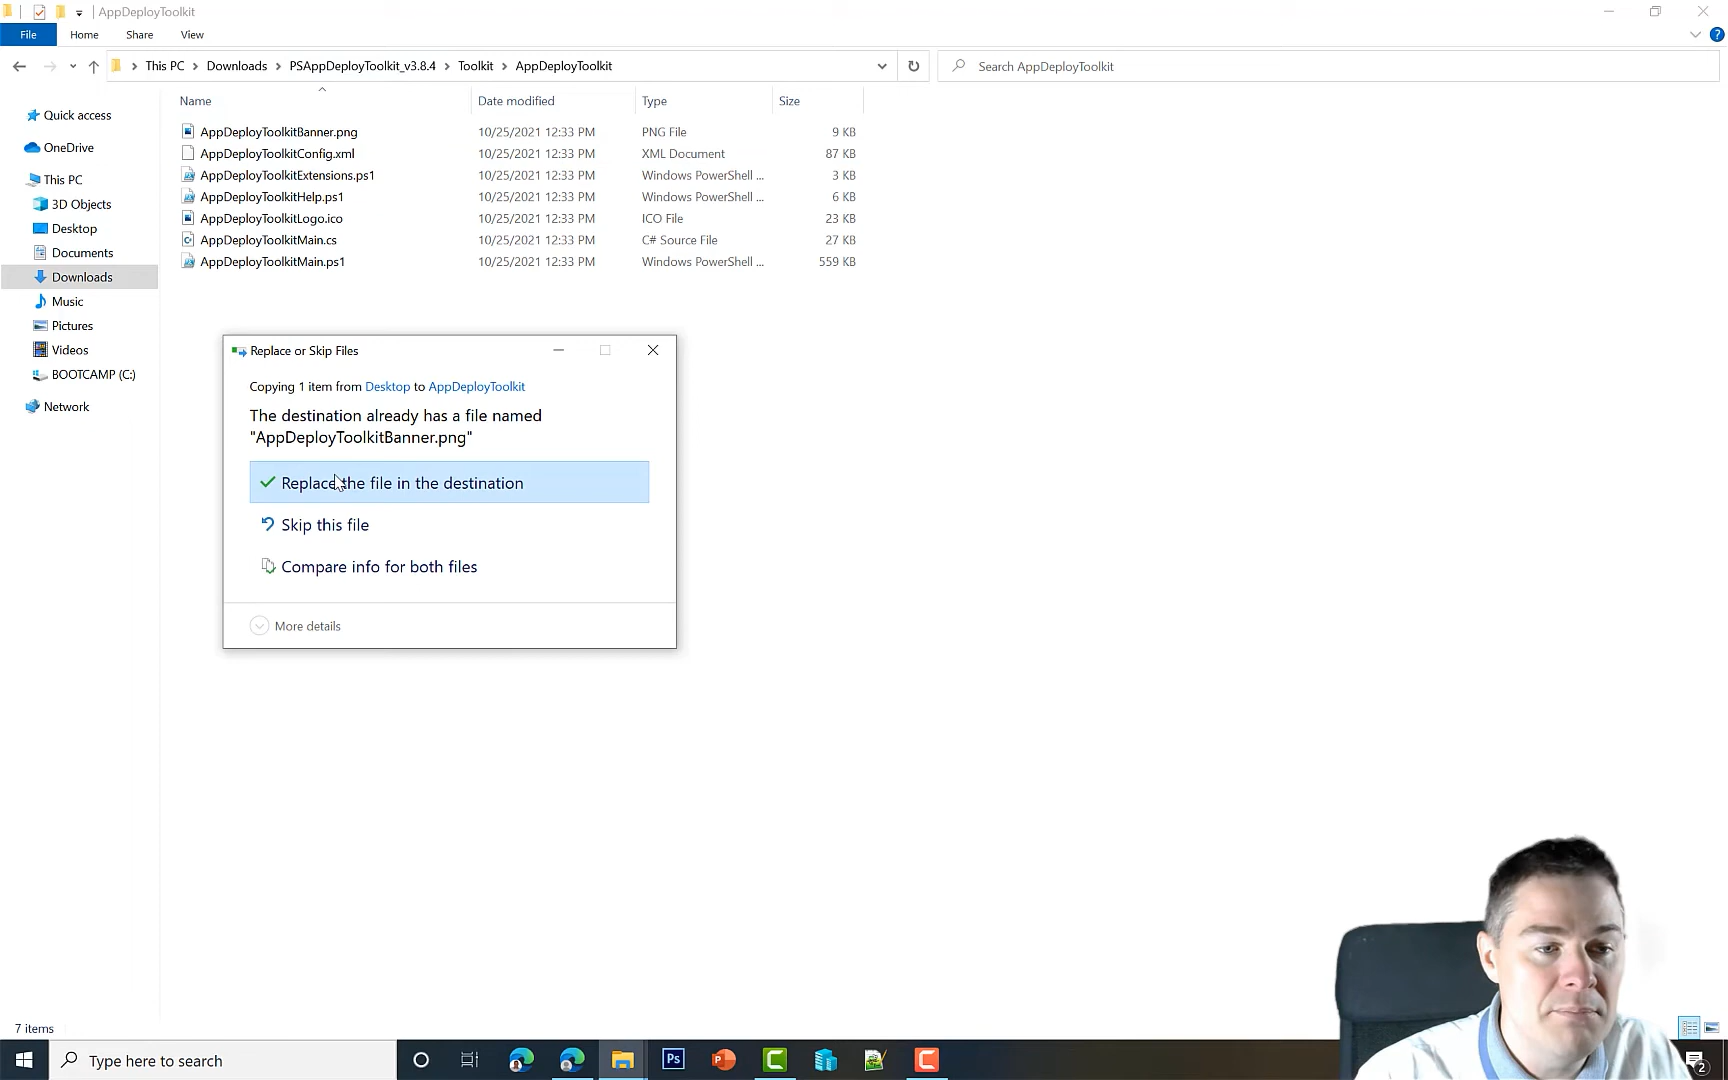 AppDeployToolkit
File Home Share View
This PC Downloads PSAppDeployToolkit_v3.8.4 Toolkit AppDeployToolkit
Search AppDeployToolkit
Name Date modified Type Size
AppDeployToolkitBanner.png 10/25/2021 12:33 PM PNG File 9 KB
AppDeployToolkitConfig.xml 10/25/2021 12:33 PM XML Document 87 KB
AppDeployToolkitExtensions.ps1 10/25/2021 12:33 PM Windows PowerShell ... 3 KB
AppDeployToolkitHelp.ps1 10/25/2021 12:33 PM Windows PowerShell ... 6 KB
AppDeployToolkitLogo.ico 10/25/2021 12:33 PM ICO File 23 KB
AppDeployToolkitMain.cs 10/25/2021 12:33 PM C# Source File 27 KB
AppDeployToolkitMain.ps1 10/25/2021 12:33 PM Windows PowerShell ... 559 KB
Quick access
OneDrive
This PC
3D Objects
Desktop
Documents
Downloads
Music
Pictures
Videos
BOOTCAMP (C:)
Network
Replace or Skip Files
Copying 1 item from Desktop to AppDeployToolkit
The destination already has a file named
"AppDeployToolkitBanner.png"
Replace the file in the destination
Skip this file
Compare info for both files
More details
7 items
Type here to search
Ps
P
C
C
2